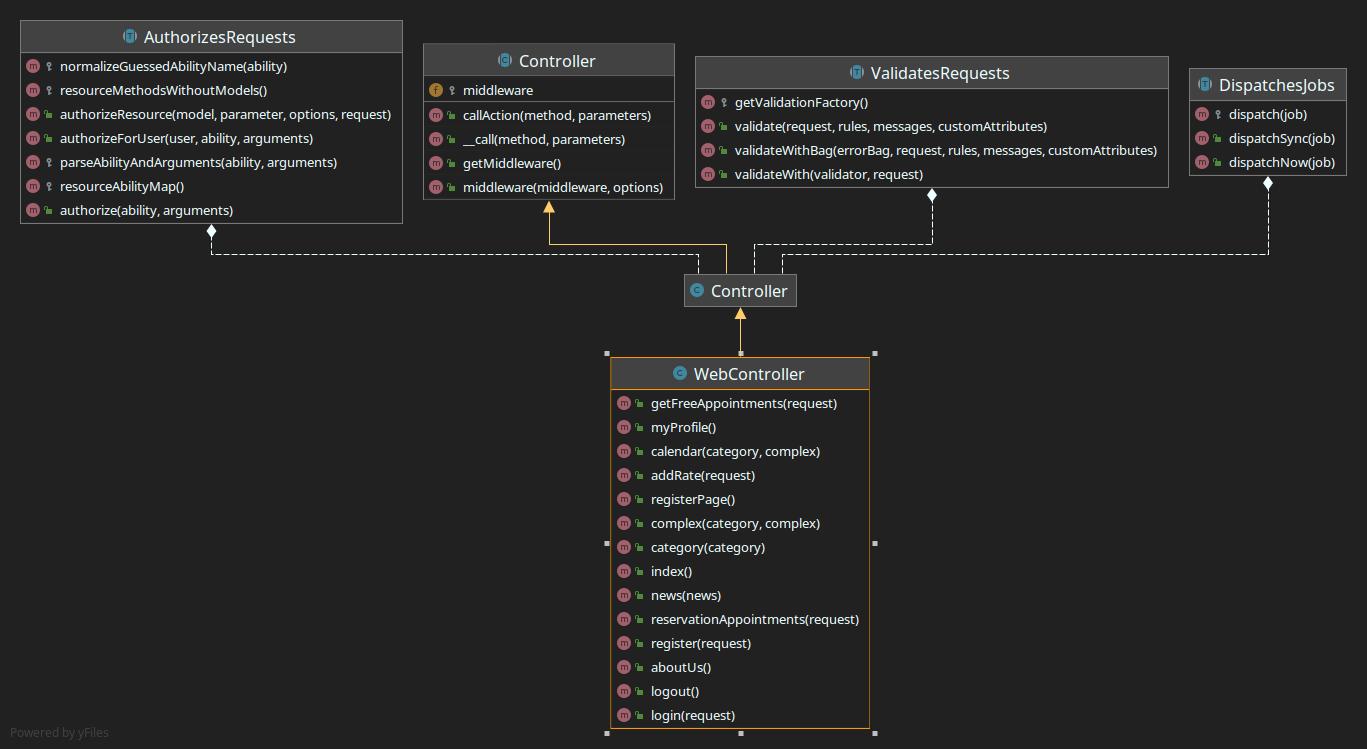 AuthorizesRequests
normalizeGuessedAbilityName(ability)
resourceMethodsWithoutModels()
authorizeResource(model, parameter, options, request)
authorizeForUser(user, ability, arguments)
parseAbilityAndArguments(ability, arguments)
resourceAbilityMap()
authorize(ability, arguments)
Controller
middleware
callAction(method, parameters)
__call(method, parameters)
getMiddleware()
middleware(middleware, options)
ValidatesRequests
getValidationFactory()
validate(request, rules, messages, customAttributes)
validateWithBag(errorBag, request, rules, messages, customAttributes)
validateWith(validator, request)
DispatchesJobs
dispatch(job)
dispatchSync(job)
dispatchNow(job)
Controller
WebController
getFreeAppointments(request)
myProfile()
calendar(category, complex)
addRate(request)
registerPage()
complex(category, complex)
category(category)
index()
news(news)
reservationAppointments(request)
register(request)
aboutUs()
logout()
login(request)
Powered by yFiles